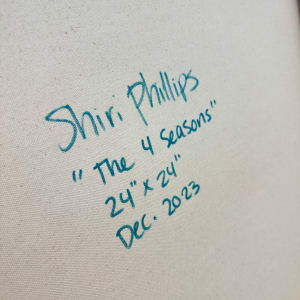 Shiri Phillips
"The 4 Seasons"
24" x 24"
Dec. 2023